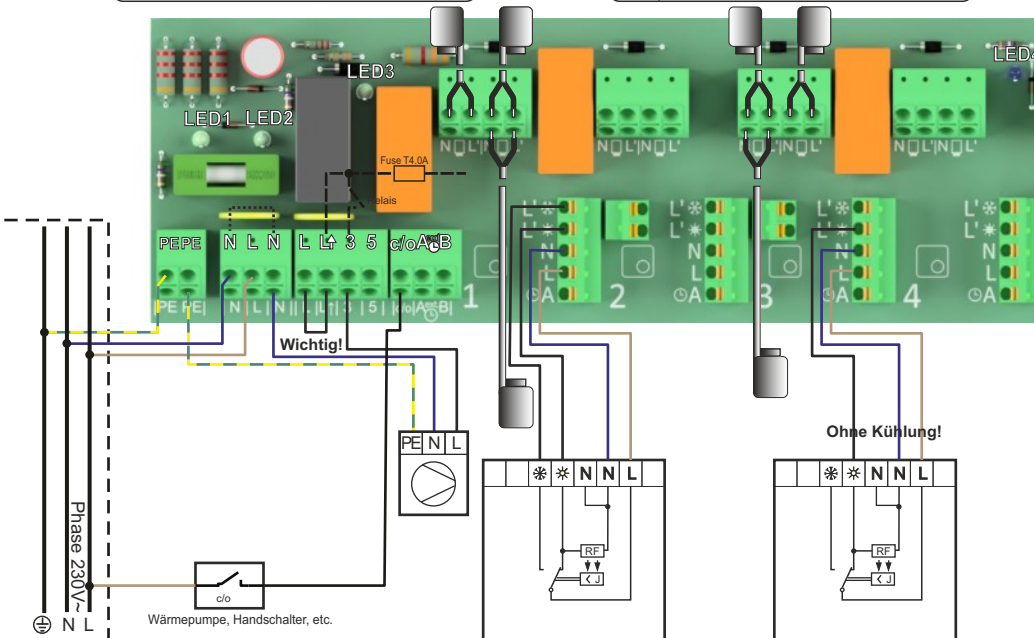 LED3
LED4
LED1 LED2
N L'|N L'
N L'|N L'
N L'|N L'
N L'|N L'
Fuse T4.0A
Relais
L'
L'
N
L
A
L'
L'
N
L
A
L'
L'
N
L
A
L'
L'
N
L
A
PE PE
N L N
L L↑ 3 5
c/o A B
PE PE|
N | L | N ||
L |L↑| 3 | 5 |
|c/o|A B|
1
2
3
4
Wichtig!
PE N L
Ohne Kühlung!
N N L
N N L
RF
RF
J
J
Phase 230V~
c/o
Wärmepumpe, Handschalter, etc.
N L